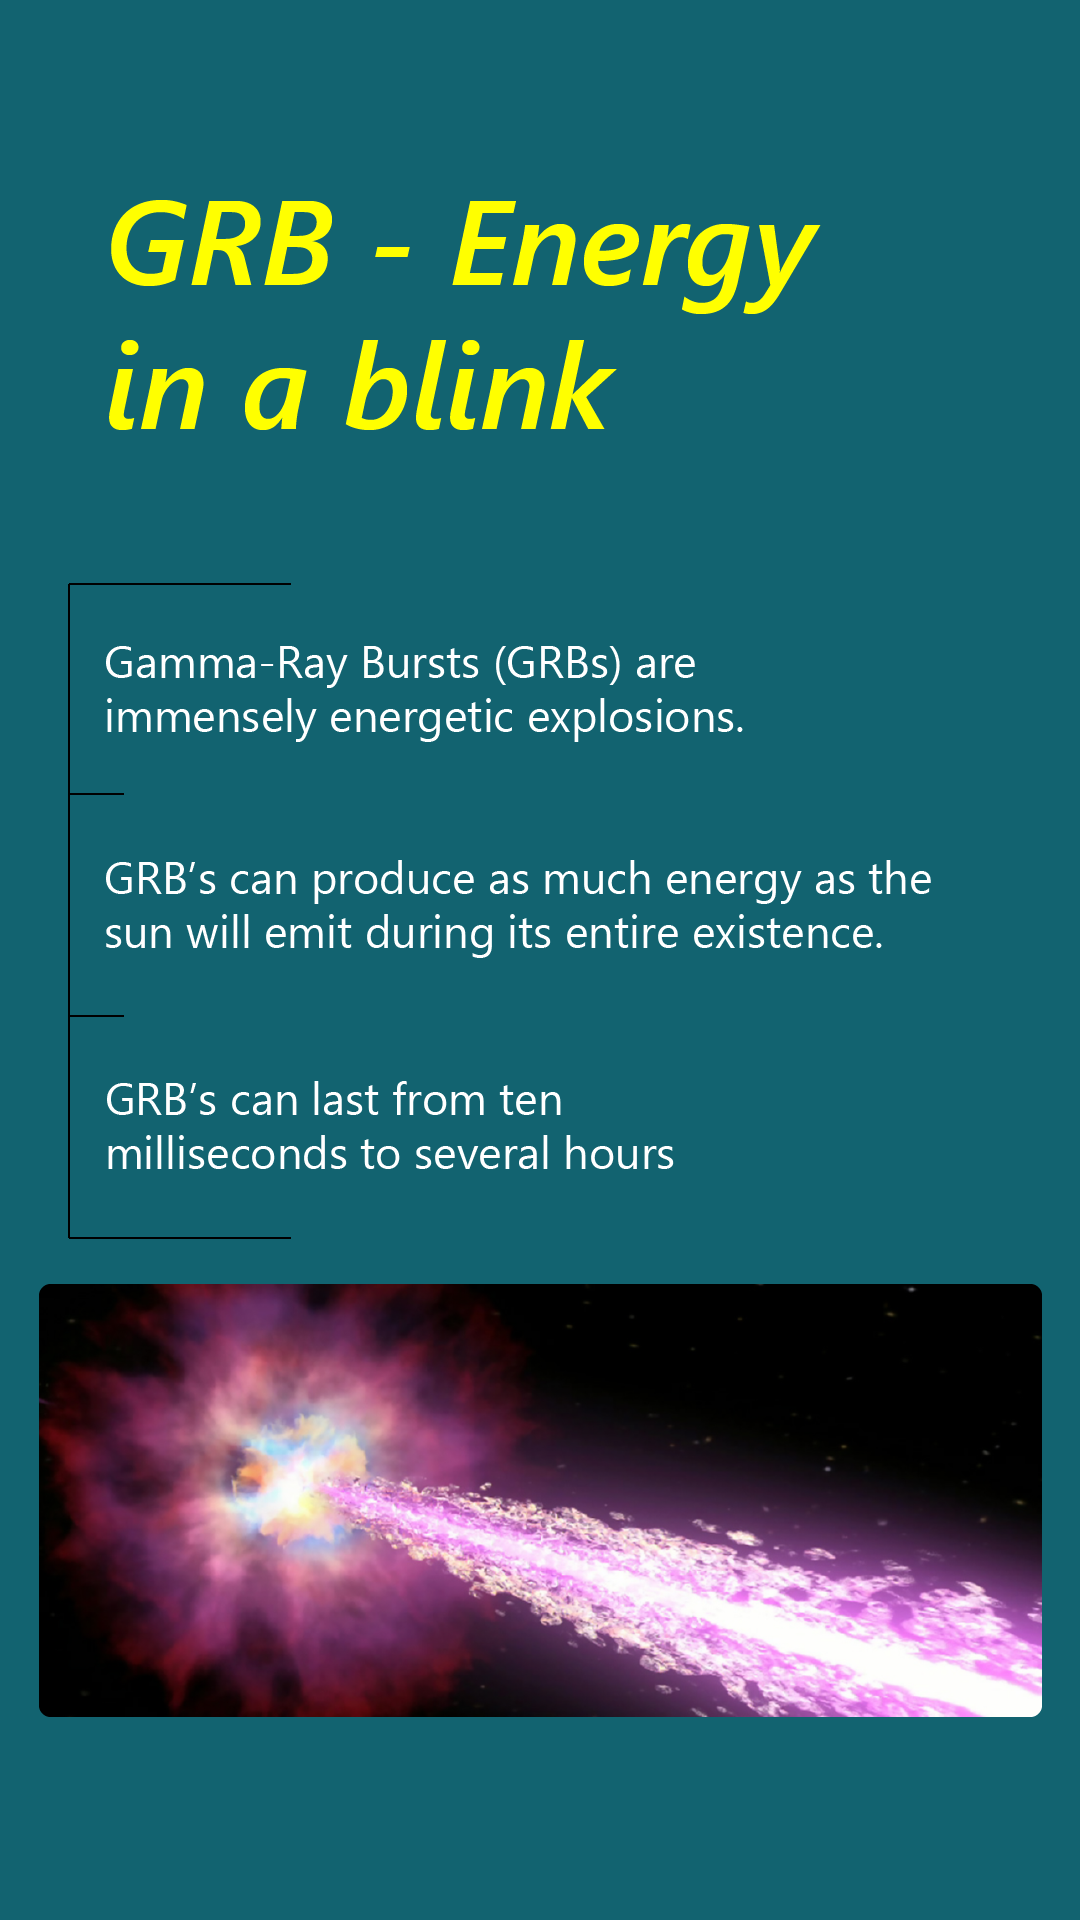 GRB - Energy
in a blink
Gamma-Ray Bursts (GRBs) are
immensely energetic explosions.
GRB’s can produce as much energy as the
sun will emit during its entire existence.
GRB’s can last from ten
milliseconds to several hours